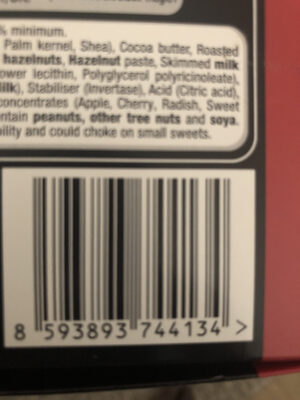 % minimum.
Palm kernel, Shea), Cocoa butter, Roasted
hazelnuts, Hazelnut paste, Skimmed milk
ower lecithin, Polyglycerol polyricinoleate),
ilk), Stabiliser (Invertase), Acid (Citric acid),
concentrates (Apple, Cherry, Radish, Sweet
ntain peanuts, other tree nuts and soya.
bility and could choke on small sweets.
8 593893 744134 >